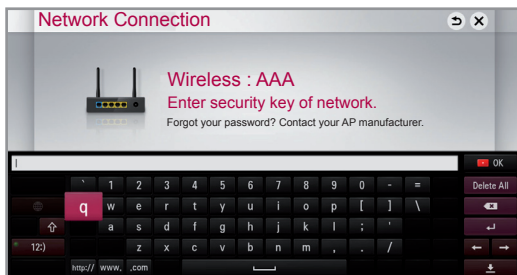 Network Connection
Wireless : AAA
Enter security key of network.
Forgot your password? Contact your AP manufacturer.
OK
` 1 2 3 4 5 6 7 8 9 0 - = Delete All
q w e r t y u i o p [ ] \
a s d f g h j k l ; '
12:) z x c v b n m , . /
http:// www. .com